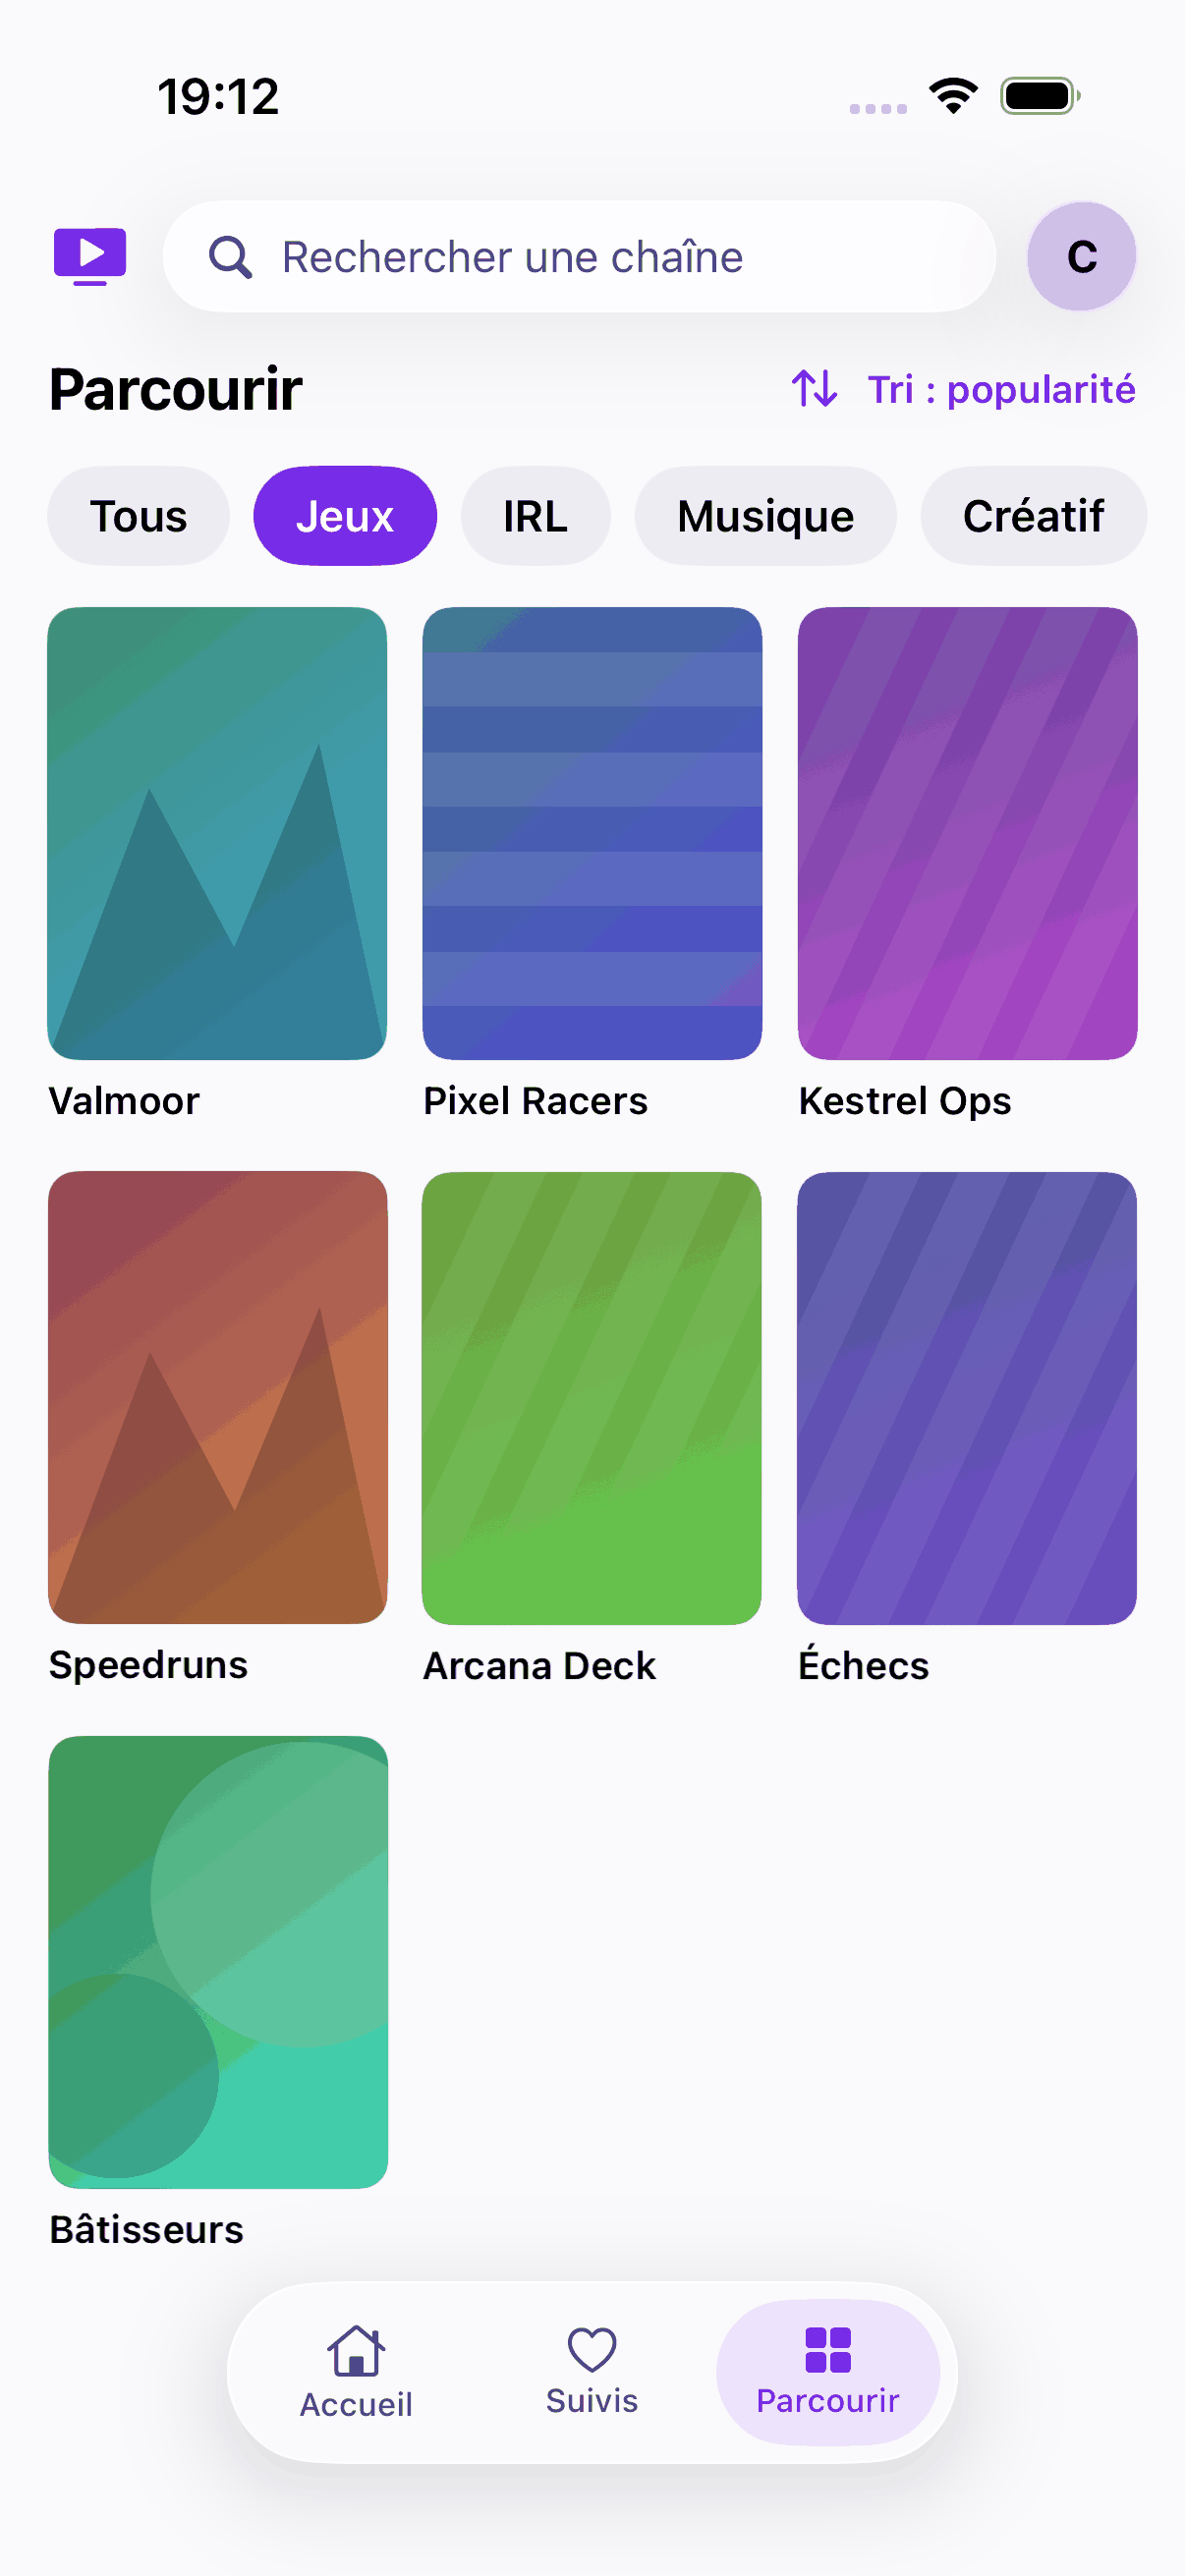 19:12
Rechercher une chaîne
C
Parcourir
Tri : popularité
Tous
Jeux
IRL
Musique
Créatif
Valmoor
Pixel Racers
Kestrel Ops
Speedruns
Arcana Deck
Échecs
Bâtisseurs
Accueil
Suivis
Parcourir